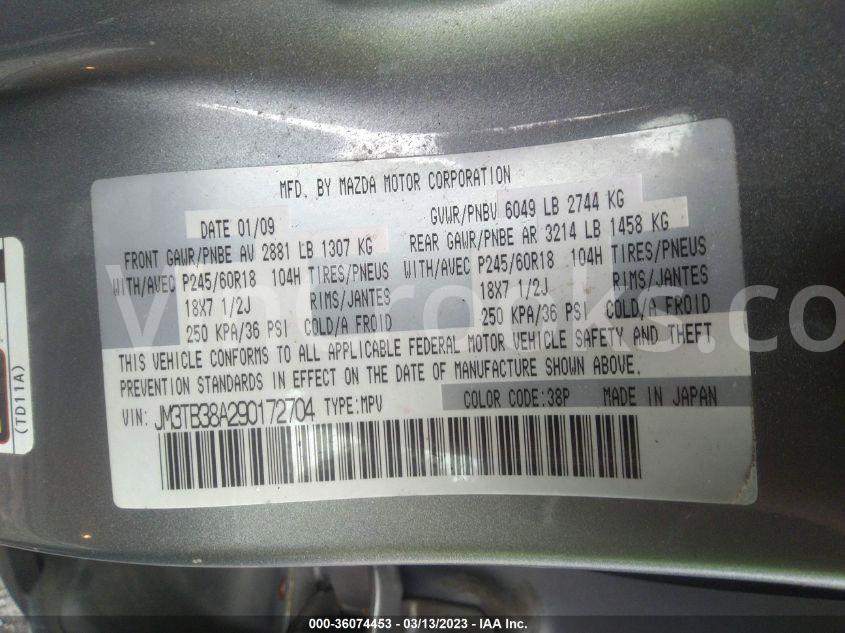 MFD. BY MAZDA MOTOR CORPORATION
DATE 01/09
GVWR/PNBV 6049 LB 2744 KG
FRONT GAWR/PNBE AV 2881 LB 1307 KG
REAR GAWR/PNBE AR 3214 LB 1458 KG
WITH/AVEC P245/60R18 104H TIRES/PNEUS
WITH/AVEC P245/60R18 104H TIRES/PNEUS
18X7 1/2J RIMS/JANTES
18X7 1/2J RIMS/JANTES
250 KPA/36 PSI COLD/A FROID
250 KPA/36 PSI COLD/A FROID
THIS VEHICLE CONFORMS TO ALL APPLICABLE FEDERAL MOTOR VEHICLE SAFETY AND THEFT
PREVENTION STANDARDS IN EFFECT ON THE DATE OF MANUFACTURE SHOWN ABOVE.
VIN: JM3TB38A290172704 TYPE:MPV COLOR CODE:38P MADE IN JAPAN
(TD11A)
000-36074453 - 03/13/2023 - IAA Inc.